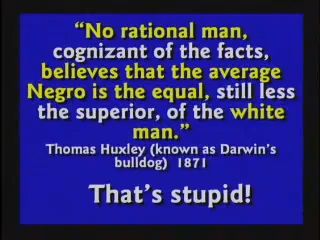 “No rational man,
cognizant of the facts,
believes that the average
Negro is the equal, still less
the superior, of the white
man.”
Thomas Huxley (known as Darwin's
bulldog)  1871
That's stupid!